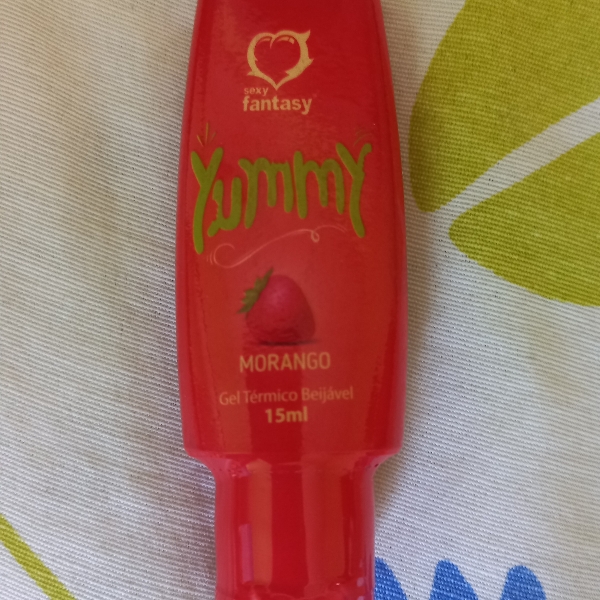 sexy
fantasy
Yummy
MORANGO
Gel Térmico Beijável
15ml